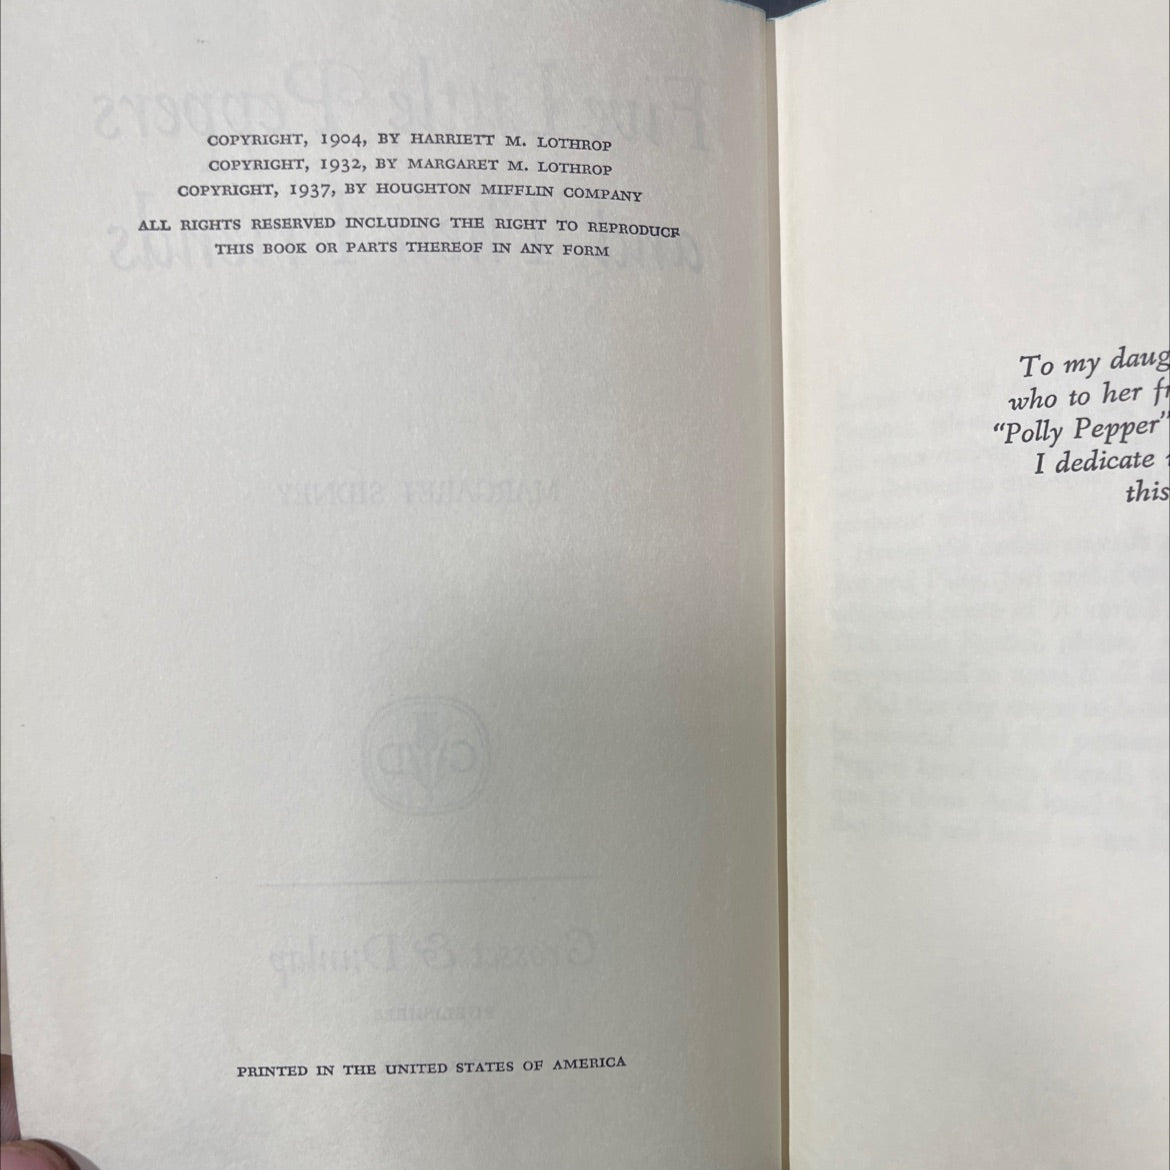 COPYRIGHT, 1904, BY HARRIETT M. LOTHROP
COPYRIGHT, 1932, BY MARGARET M. LOTHROP
COPYRIGHT, 1937, BY HOUGHTON MIFFLIN COMPANY
ALL RIGHTS RESERVED INCLUDING THE RIGHT TO REPRODUCE
THIS BOOK OR PARTS THEREOF IN ANY FORM
PRINTED IN THE UNITED STATES OF AMERICA
To my daug
who to her fr
“Polly Pepper”
I dedicate t
this